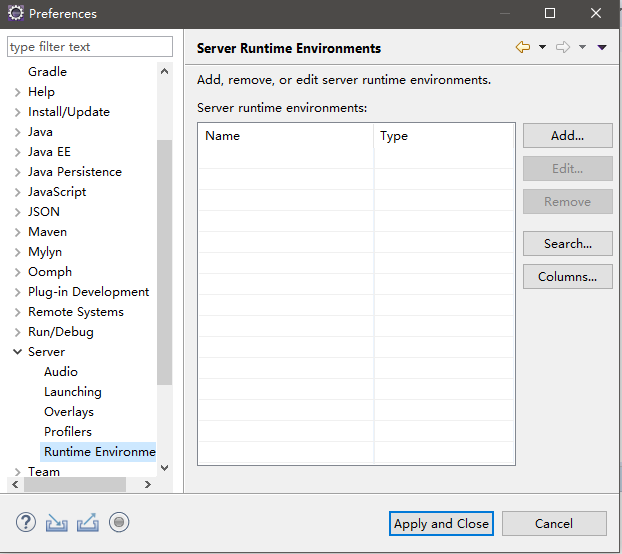 Preferences
type filter text
Gradle
Help
Install/Update
Java
Java EE
Java Persistence
JavaScript
JSON
Maven
Mylyn
Oomph
Plug-in Development
Remote Systems
Run/Debug
Server
Audio
Launching
Overlays
Profilers
Runtime Environme
Team
Server Runtime Environments
Add, remove, or edit server runtime environments.
Server runtime environments:
Name Type
Add...
Edit...
Remove
Search...
Columns...
Apply and Close Cancel